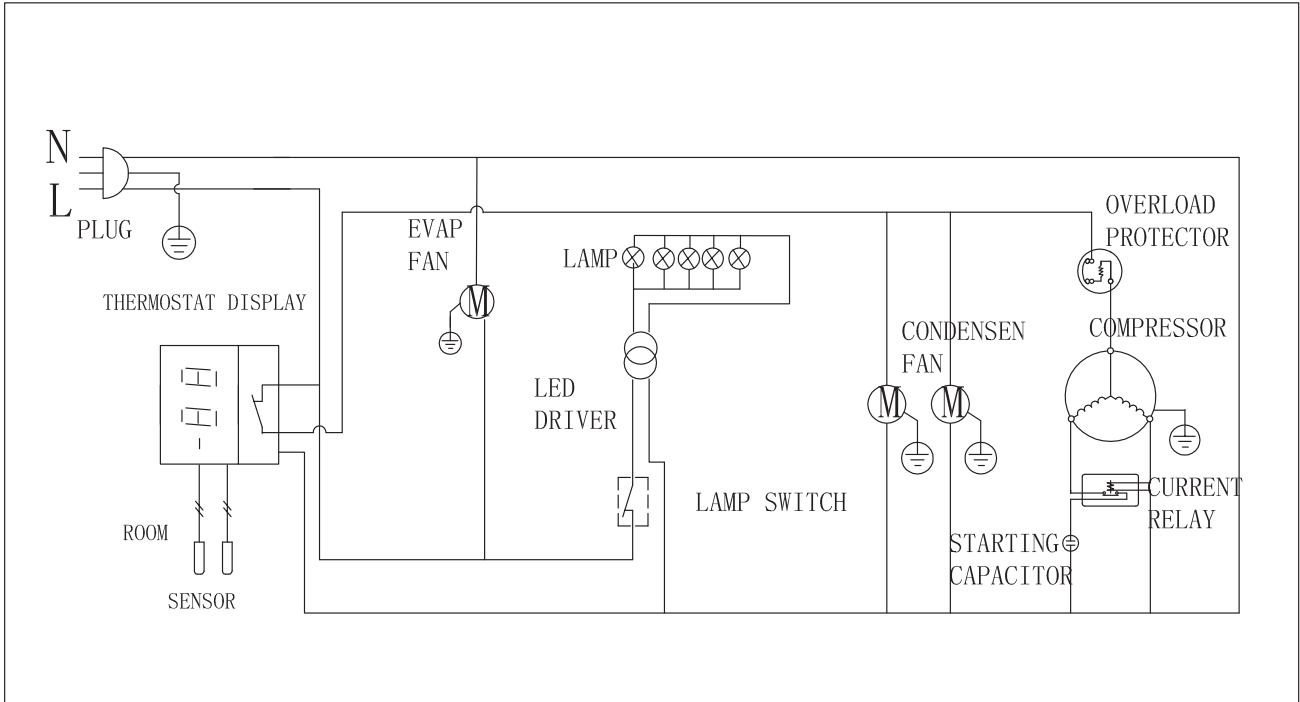 N
L
PLUG
THERMOSTAT DISPLAY
ROOM
SENSOR
EVAP
FAN
M
LAMP
LED
DRIVER
LAMP SWITCH
CONDENSEN
FAN
M
M
OVERLOAD
PROTECTOR
COMPRESSOR
CURRENT
RELAY
STARTING
CAPACITOR